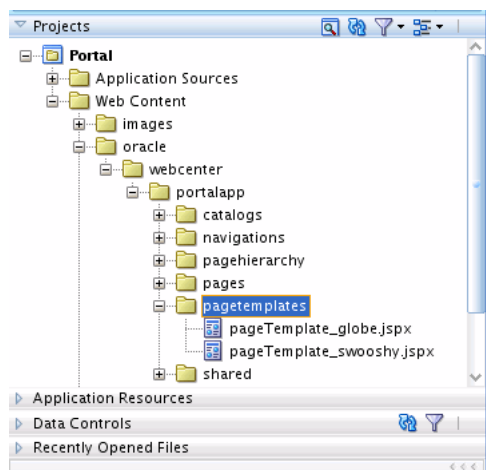 Projects
Portal
Application Sources
Web Content
images
oracle
webcenter
portalapp
catalogs
navigations
pagehierarchy
pages
pagetemplates
pageTemplate_globe.jspx
pageTemplate_swooshy.jspx
shared
Application Resources
Data Controls
Recently Opened Files